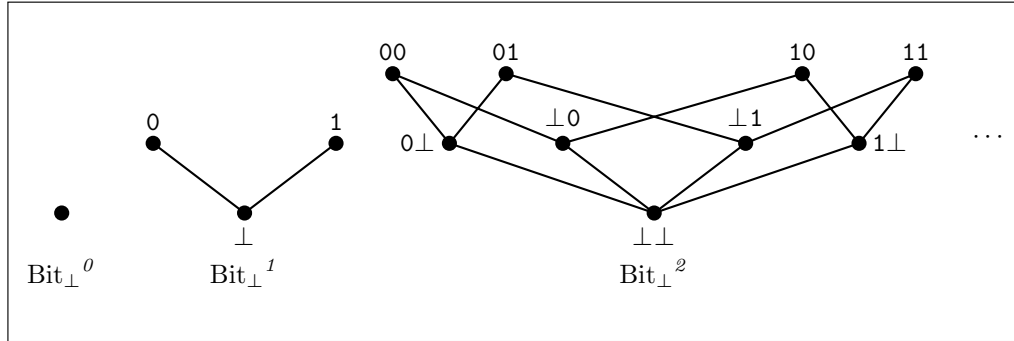 00 01 10 11
0 1 ⊥0 ⊥1
0⊥ 1⊥ ...
⊥ ⊥⊥
Bit⊥⁰ Bit⊥¹ Bit⊥²